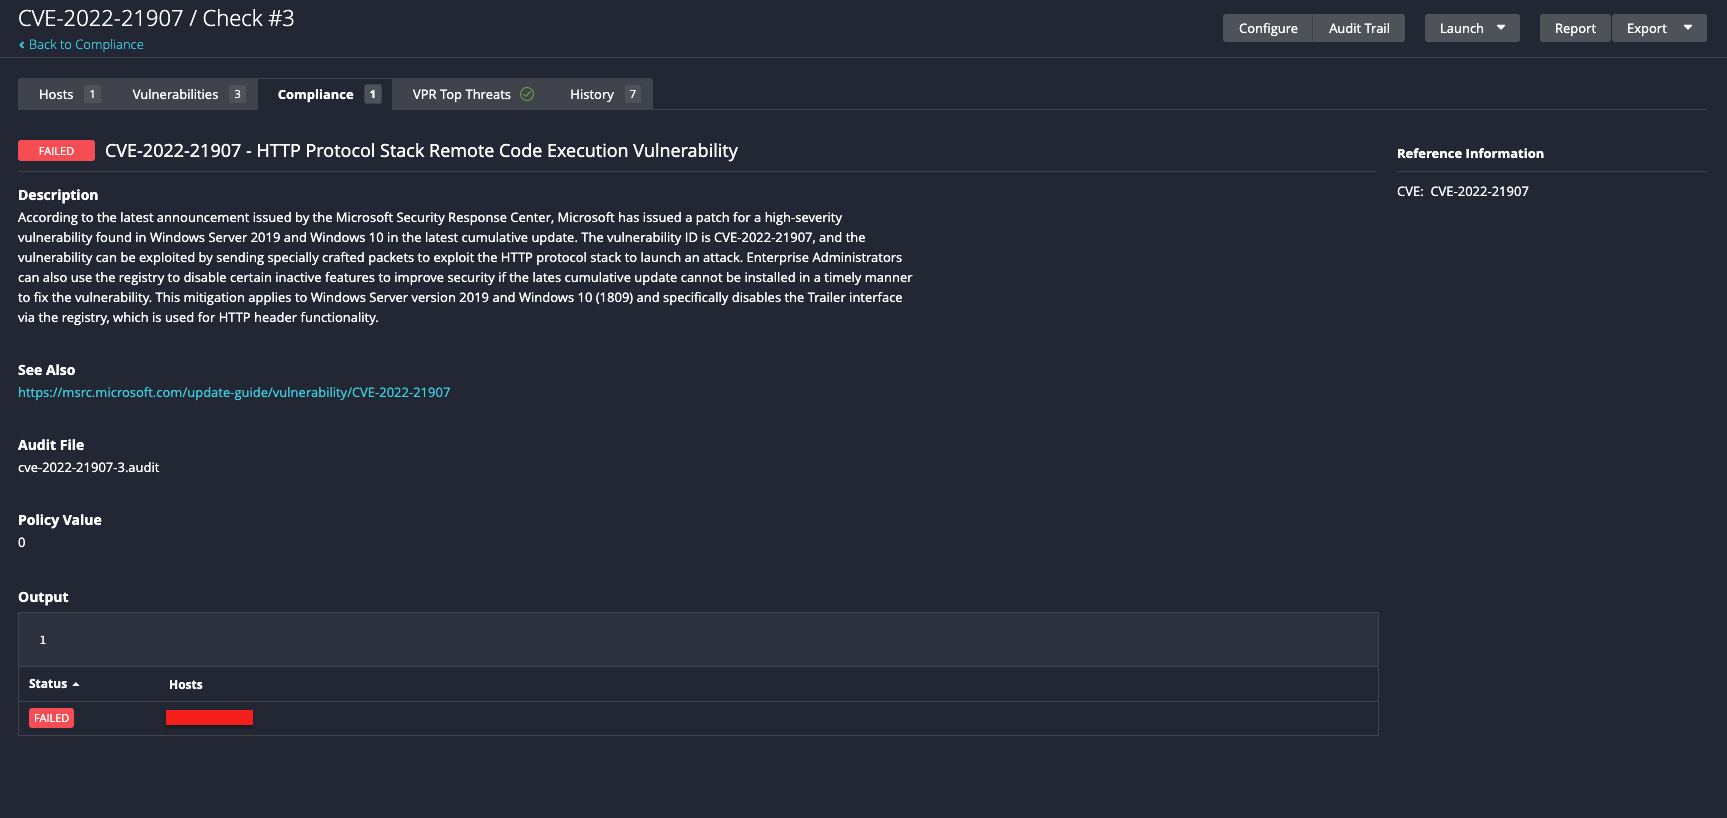 CVE-2022-21907 / Check #3
Back to Compliance
Configure Audit Trail Launch Report Export
Hosts 1 Vulnerabilities 3 Compliance 1 VPR Top Threats History 7
FAILED CVE-2022-21907 - HTTP Protocol Stack Remote Code Execution Vulnerability
Description
According to the latest announcement issued by the Microsoft Security Response Center, Microsoft has issued a patch for a high-severity
vulnerability found in Windows Server 2019 and Windows 10 in the latest cumulative update. The vulnerability ID is CVE-2022-21907, and the
vulnerability can be exploited by sending specially crafted packets to exploit the HTTP protocol stack to launch an attack. Enterprise Administrators
can also use the registry to disable certain inactive features to improve security if the lates cumulative update cannot be installed in a timely manner
to fix the vulnerability. This mitigation applies to Windows Server version 2019 and Windows 10 (1809) and specifically disables the Trailer interface
via the registry, which is used for HTTP header functionality.
See Also
https://msrc.microsoft.com/update-guide/vulnerability/CVE-2022-21907
Audit File
cve-2022-21907-3.audit
Policy Value
0
Output
1
Status Hosts
FAILED
Reference Information
CVE: CVE-2022-21907